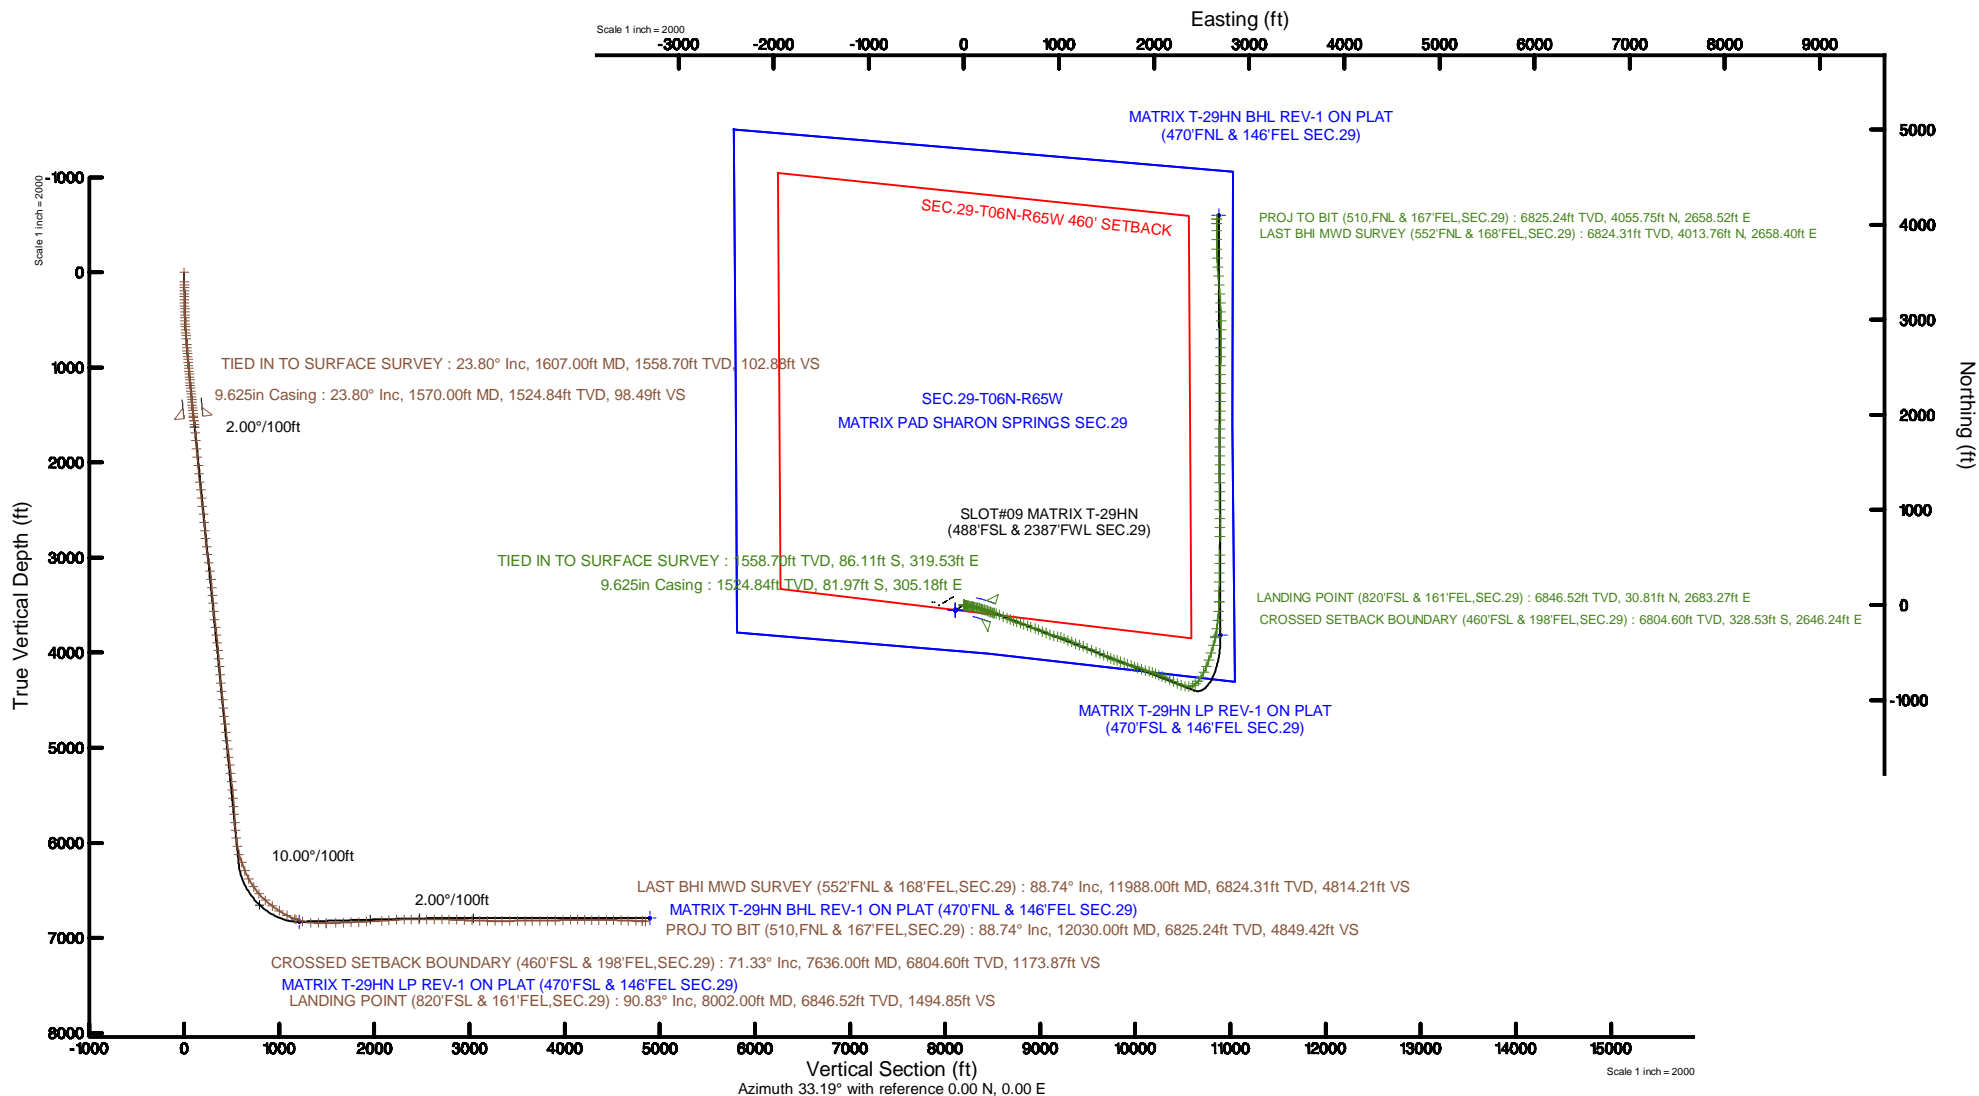 Easting (ft)
Scale 1 inch = 2000
-3000 -2000 -1000 0 1000 2000 3000 4000 5000 6000 7000 8000 9000
MATRIX T-29HN BHL REV-1 ON PLAT
(470'FNL & 146'FEL SEC.29)
5000
4000
3000
2000
1000
0
-1000
Northing (ft)
Scale 1 inch = 2000
-1000
0
1000
2000
3000
4000
5000
6000
7000
8000
True Vertical Depth (ft)
SEC.29-T06N-R65W 460' SETBACK
PROJ TO BIT (510,FNL & 167'FEL,SEC.29) : 6825.24ft TVD, 4055.75ft N, 2658.52ft E
LAST BHI MWD SURVEY (552'FNL & 168'FEL,SEC.29) : 6824.31ft TVD, 4013.76ft N, 2658.40ft E
TIED IN TO SURFACE SURVEY : 23.80° Inc, 1607.00ft MD, 1558.70ft TVD, 102.88ft VS
9.625in Casing : 23.80° Inc, 1570.00ft MD, 1524.84ft TVD, 98.49ft VS
2.00°/100ft
SEC.29-T06N-R65W
MATRIX PAD SHARON SPRINGS SEC.29
SLOT#09 MATRIX T-29HN
(488'FSL & 2387'FWL SEC.29)
TIED IN TO SURFACE SURVEY : 1558.70ft TVD, 86.11ft S, 319.53ft E
9.625in Casing : 1524.84ft TVD, 81.97ft S, 305.18ft E
LANDING POINT (820'FSL & 161'FEL,SEC.29) : 6846.52ft TVD, 30.81ft N, 2683.27ft E
CROSSED SETBACK BOUNDARY (460'FSL & 198'FEL,SEC.29) : 6804.60ft TVD, 328.53ft S, 2646.24ft E
MATRIX T-29HN LP REV-1 ON PLAT
(470'FSL & 146'FEL SEC.29)
10.00°/100ft
2.00°/100ft
LAST BHI MWD SURVEY (552'FNL & 168'FEL,SEC.29) : 88.74° Inc, 11988.00ft MD, 6824.31ft TVD, 4814.21ft VS
MATRIX T-29HN BHL REV-1 ON PLAT (470'FNL & 146'FEL SEC.29)
PROJ TO BIT (510,FNL & 167'FEL,SEC.29) : 88.74° Inc, 12030.00ft MD, 6825.24ft TVD, 4849.42ft VS
CROSSED SETBACK BOUNDARY (460'FSL & 198'FEL,SEC.29) : 71.33° Inc, 7636.00ft MD, 6804.60ft TVD, 1173.87ft VS
MATRIX T-29HN LP REV-1 ON PLAT (470'FSL & 146'FEL SEC.29)
LANDING POINT (820'FSL & 161'FEL,SEC.29) : 90.83° Inc, 8002.00ft MD, 6846.52ft TVD, 1494.85ft VS
-1000 0 1000 2000 3000 4000 5000 6000 7000 8000 9000 10000 11000 12000 13000 14000 15000
Vertical Section (ft)
Scale 1 inch = 2000
Azimuth 33.19° with reference 0.00 N, 0.00 E